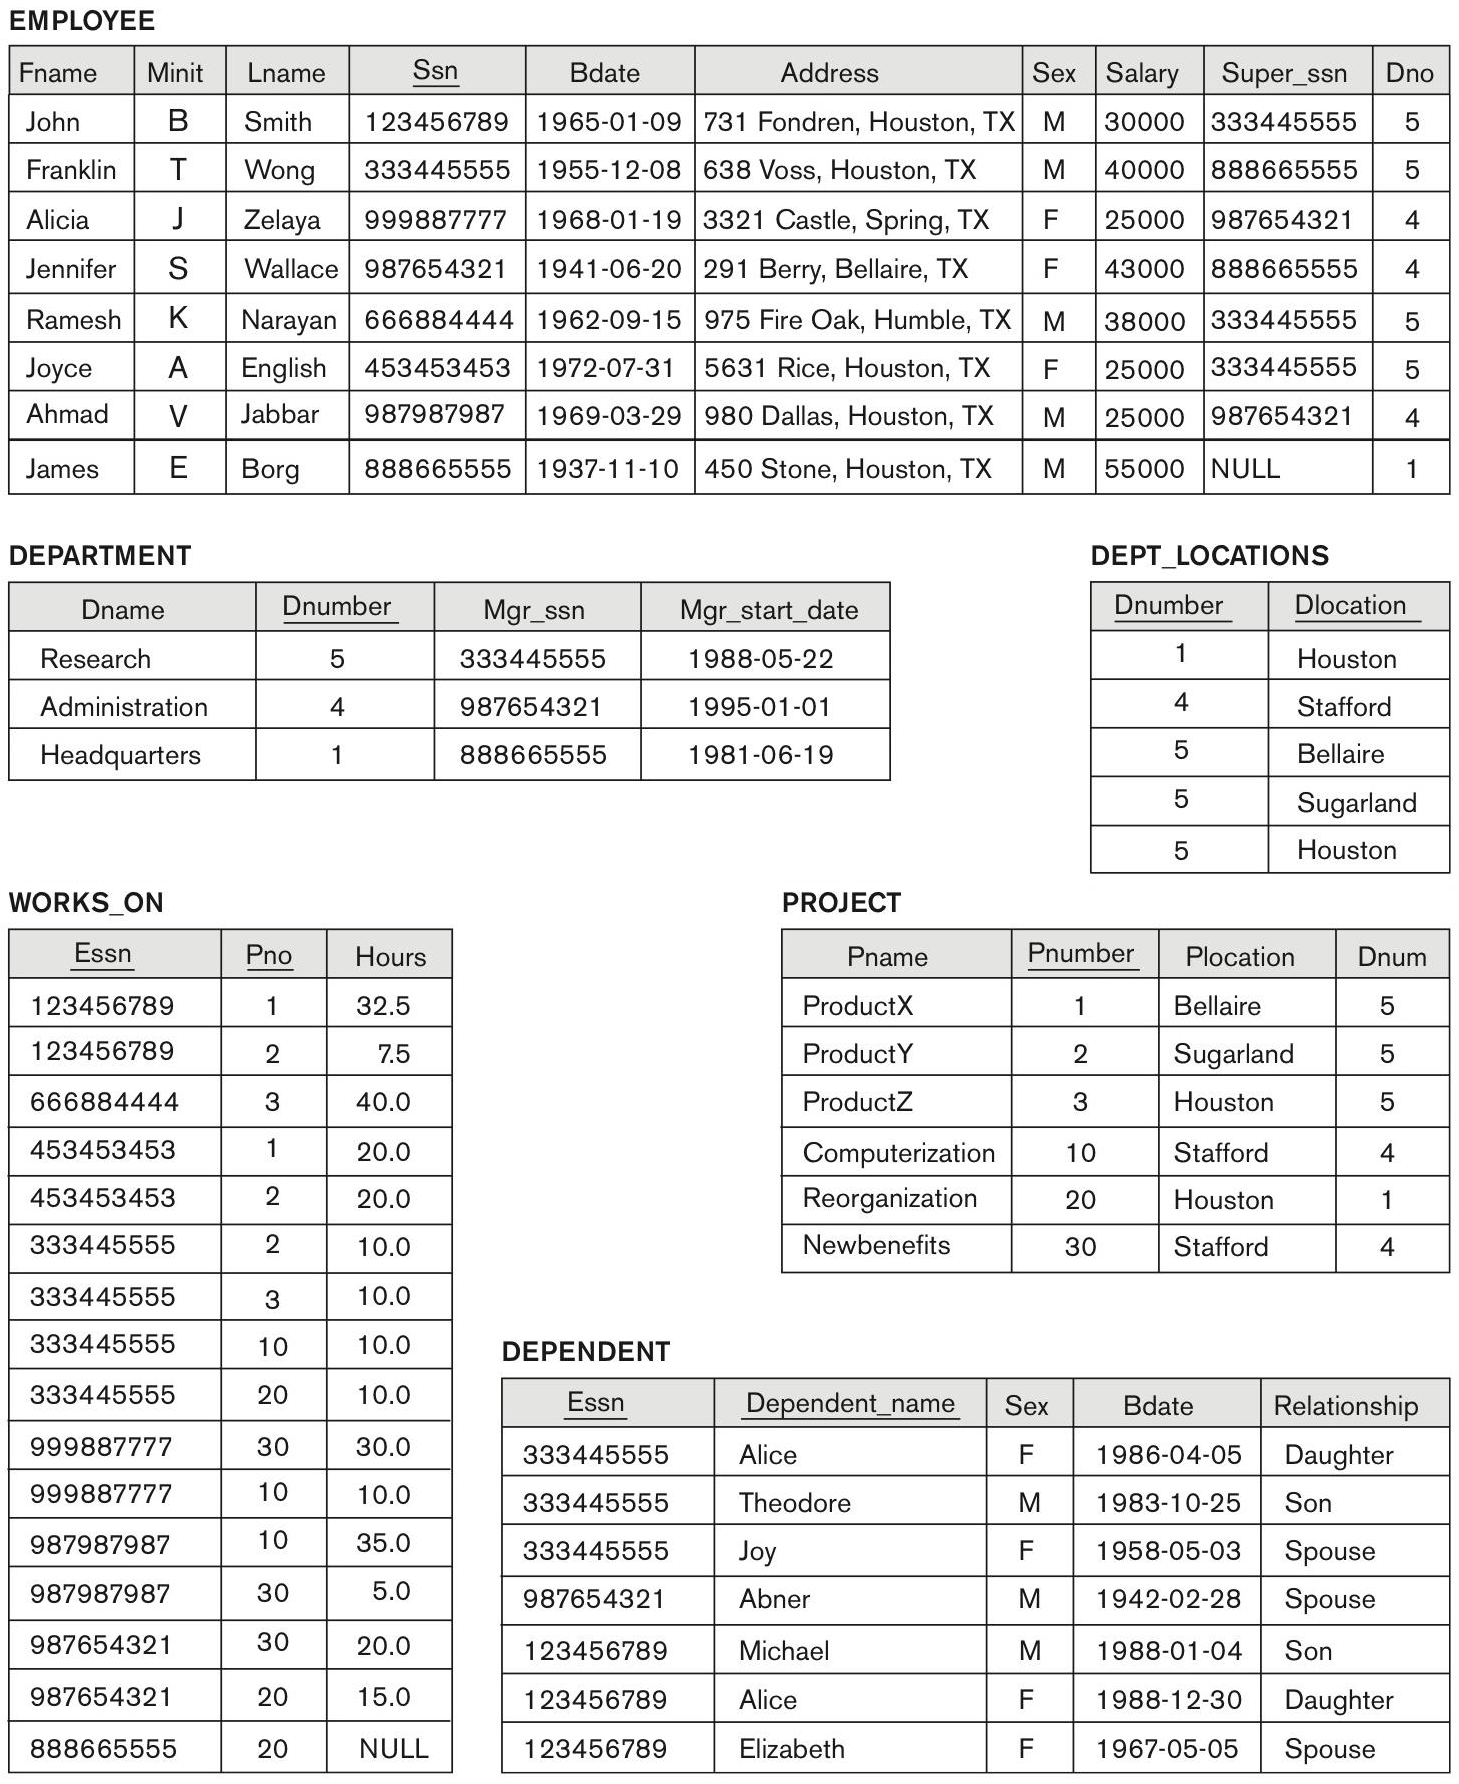 EMPLOYEE
Fname Minit Lname Ssn Bdate Address Sex Salary Super_ssn Dno
John B Smith 123456789 1965-01-09 731 Fondren, Houston, TX M 30000 333445555 5
Franklin T Wong 333445555 1955-12-08 638 Voss, Houston, TX M 40000 888665555 5
Alicia J Zelaya 999887777 1968-01-19 3321 Castle, Spring, TX F 25000 987654321 4
Jennifer S Wallace 987654321 1941-06-20 291 Berry, Bellaire, TX F 43000 888665555 4
Ramesh K Narayan 666884444 1962-09-15 975 Fire Oak, Humble, TX M 38000 333445555 5
Joyce A English 453453453 1972-07-31 5631 Rice, Houston, TX F 25000 333445555 5
Ahmad V Jabbar 987987987 1969-03-29 980 Dallas, Houston, TX M 25000 987654321 4
James E Borg 888665555 1937-11-10 450 Stone, Houston, TX M 55000 NULL 1
DEPARTMENT
Dname Dnumber Mgr_ssn Mgr_start_date
Research 5 333445555 1988-05-22
Administration 4 987654321 1995-01-01
Headquarters 1 888665555 1981-06-19
DEPT_LOCATIONS
Dnumber Dlocation
1 Houston
4 Stafford
5 Bellaire
5 Sugarland
5 Houston
WORKS_ON
Essn Pno Hours
123456789 1 32.5
123456789 2 7.5
666884444 3 40.0
453453453 1 20.0
453453453 2 20.0
333445555 2 10.0
333445555 3 10.0
333445555 10 10.0
333445555 20 10.0
999887777 30 30.0
999887777 10 10.0
987987987 10 35.0
987987987 30 5.0
987654321 30 20.0
987654321 20 15.0
888665555 20 NULL
PROJECT
Pname Pnumber Plocation Dnum
ProductX 1 Bellaire 5
ProductY 2 Sugarland 5
ProductZ 3 Houston 5
Computerization 10 Stafford 4
Reorganization 20 Houston 1
Newbenefits 30 Stafford 4
DEPENDENT
Essn Dependent_name Sex Bdate Relationship
333445555 Alice F 1986-04-05 Daughter
333445555 Theodore M 1983-10-25 Son
333445555 Joy F 1958-05-03 Spouse
987654321 Abner M 1942-02-28 Spouse
123456789 Michael M 1988-01-04 Son
123456789 Alice F 1988-12-30 Daughter
123456789 Elizabeth F 1967-05-05 Spouse